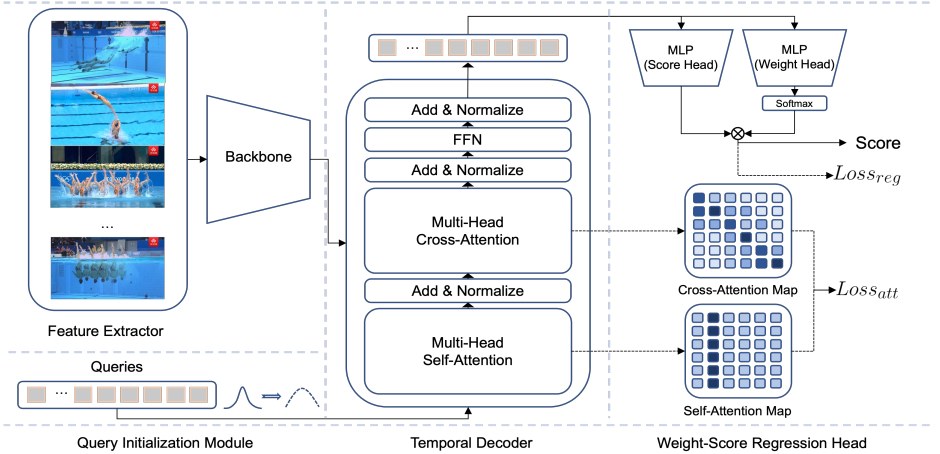 ...
Feature Extractor
Backbone
Queries
...
Query Initialization Module
...
Add & Normalize
FFN
Add & Normalize
Multi-Head
Cross-Attention
Add & Normalize
Multi-Head
Self-Attention
Temporal Decoder
MLP
(Score Head)
MLP
(Weight Head)
Softmax
Score
Loss_reg
Cross-Attention Map
Loss_att
Self-Attention Map
Weight-Score Regression Head